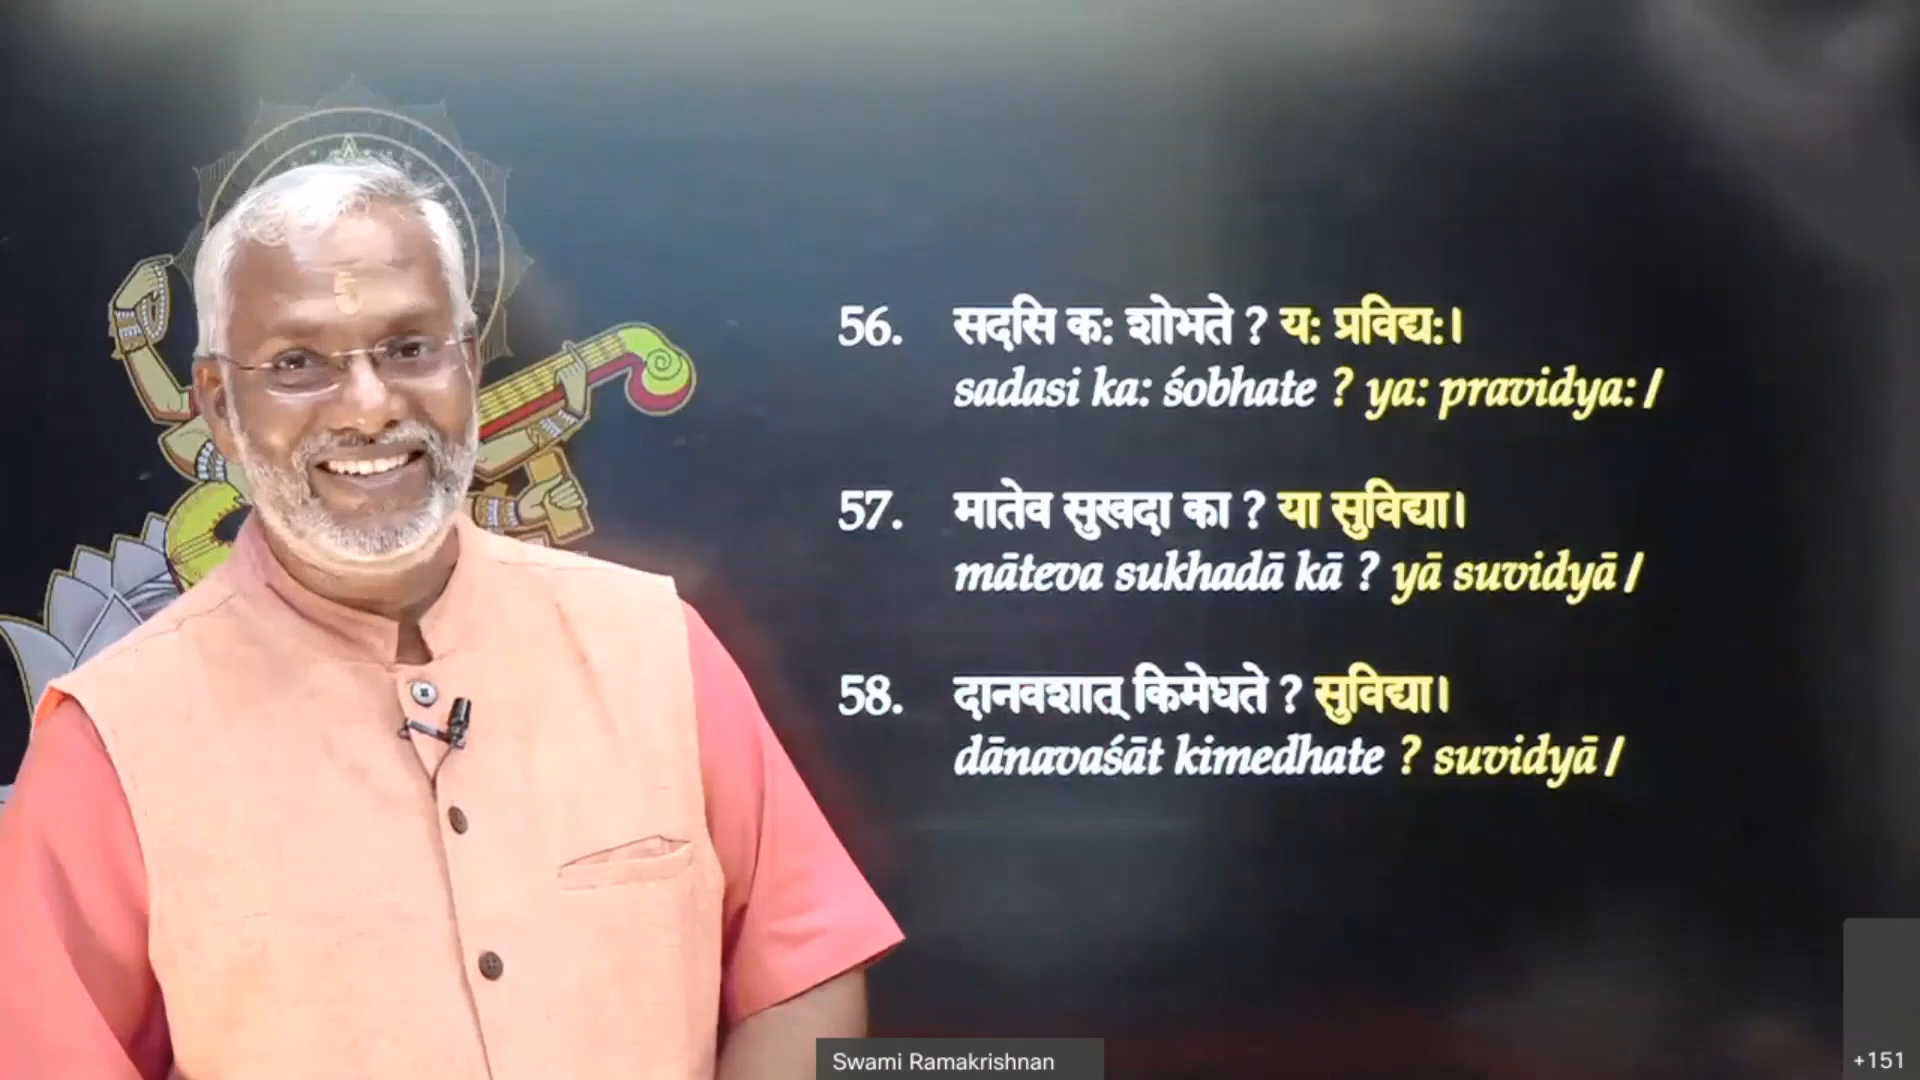 56. सदसि क: शोभते ? य: प्रविद्य:।
sadasi ka: śobhate ? ya: pravidya: /
57. मातेव सुखदा का ? या सुविद्या।
māteva sukhadā kā ? yā suvidyā /
58. दानवशात् किमेधते ? सुविद्या।
dānavaśāt kimedhate ? suvidyā /
Swami Ramakrishnan
+151